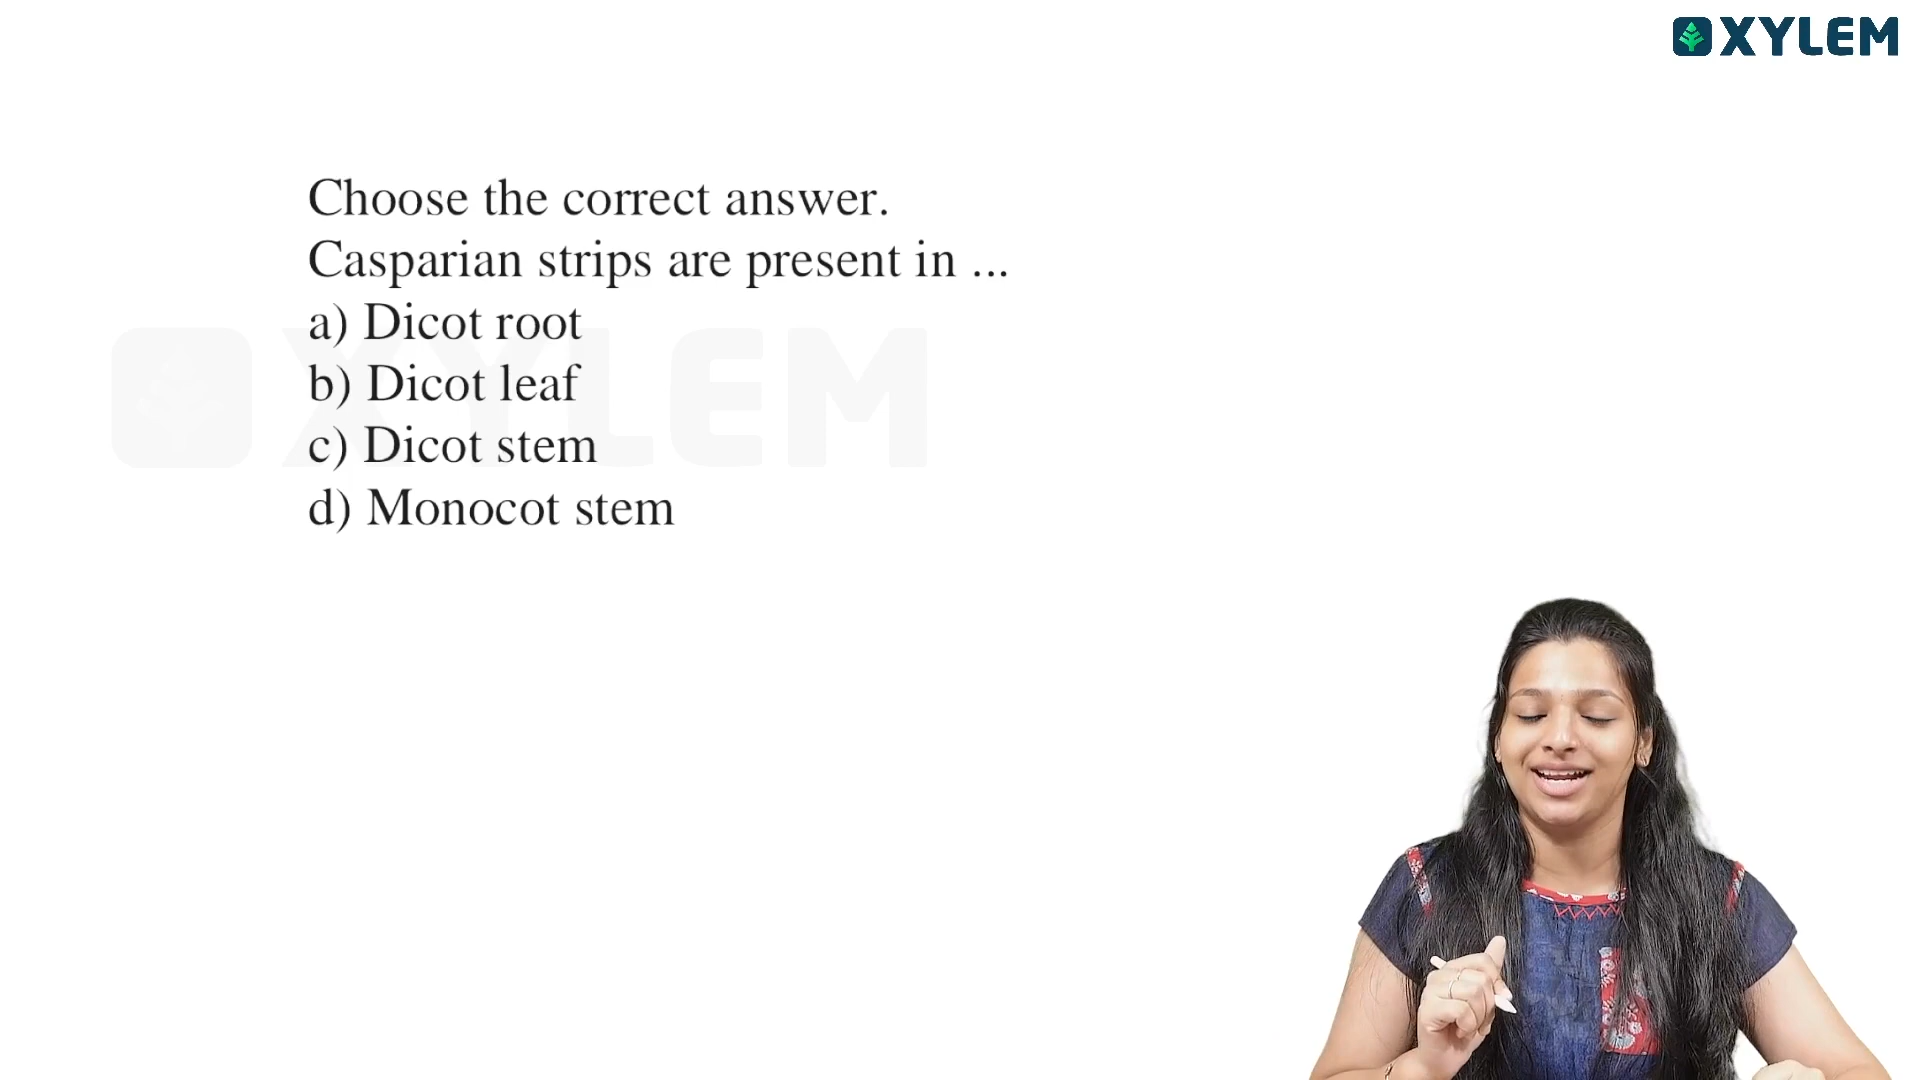 XYLEM
Choose the correct answer.
Casparian strips are present in ...
a) Dicot root
b) Dicot leaf
c) Dicot stem
d) Monocot stem
XYLEM